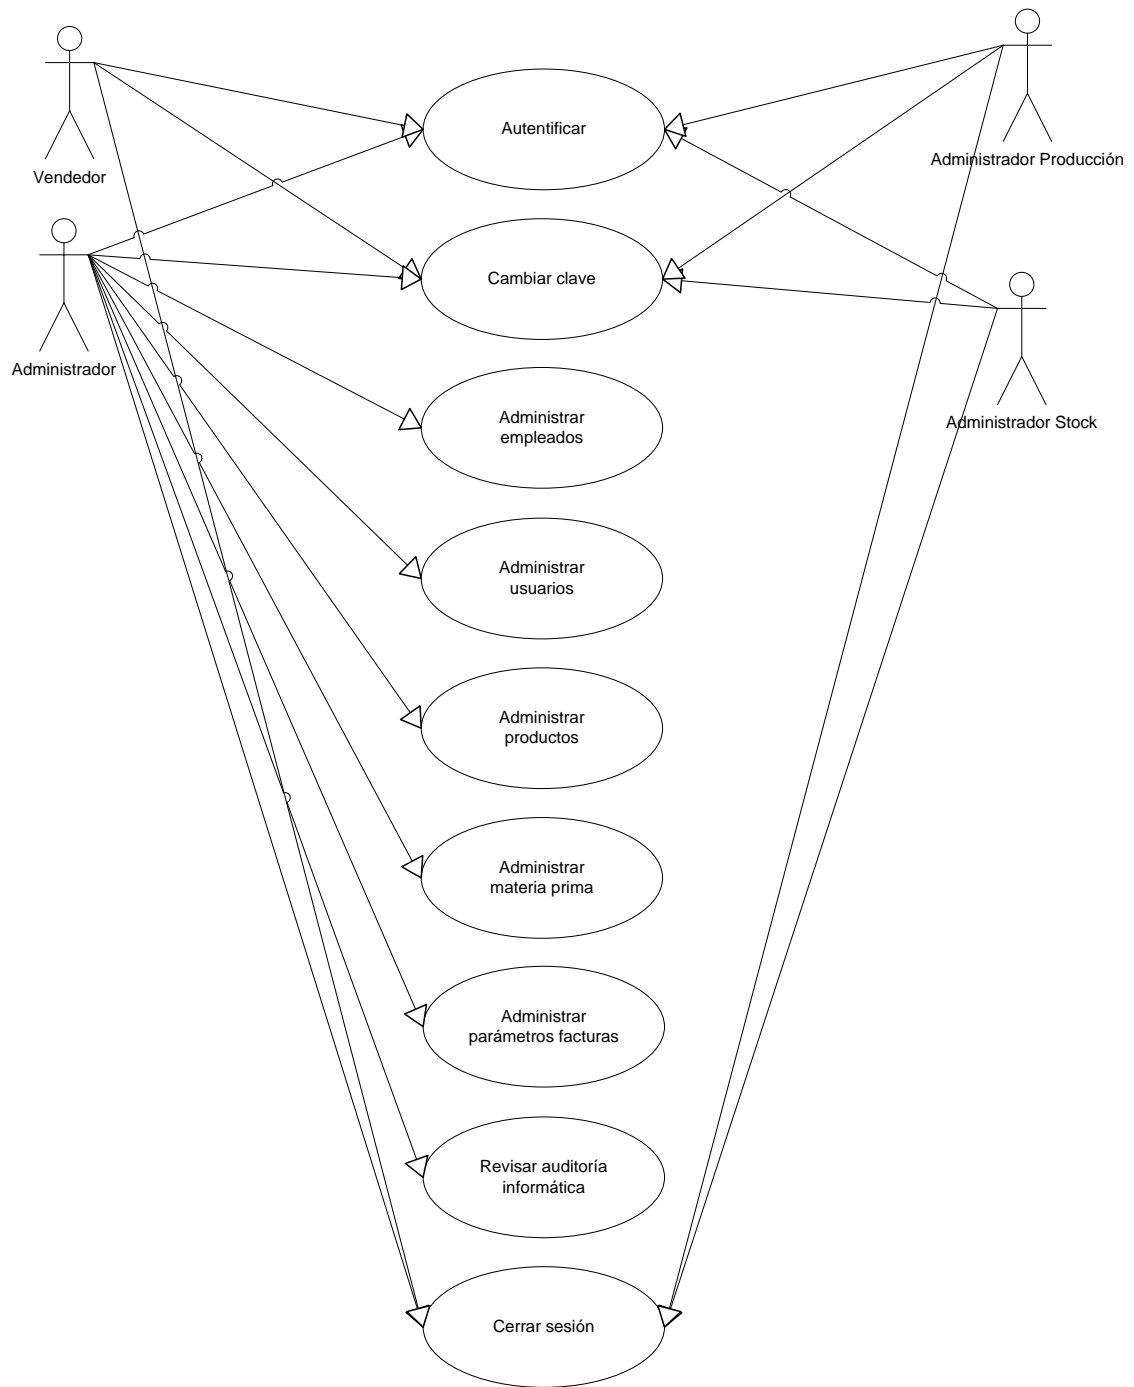 Autentificar
Administrador Producción
Vendedor
Cambiar clave
Administrador
Administrador Stock
Administrar
empleados
Administrar
usuarios
Administrar
productos
Administrar
materia prima
Administrar
parámetros facturas
Revisar auditoría
informática
Cerrar sesión